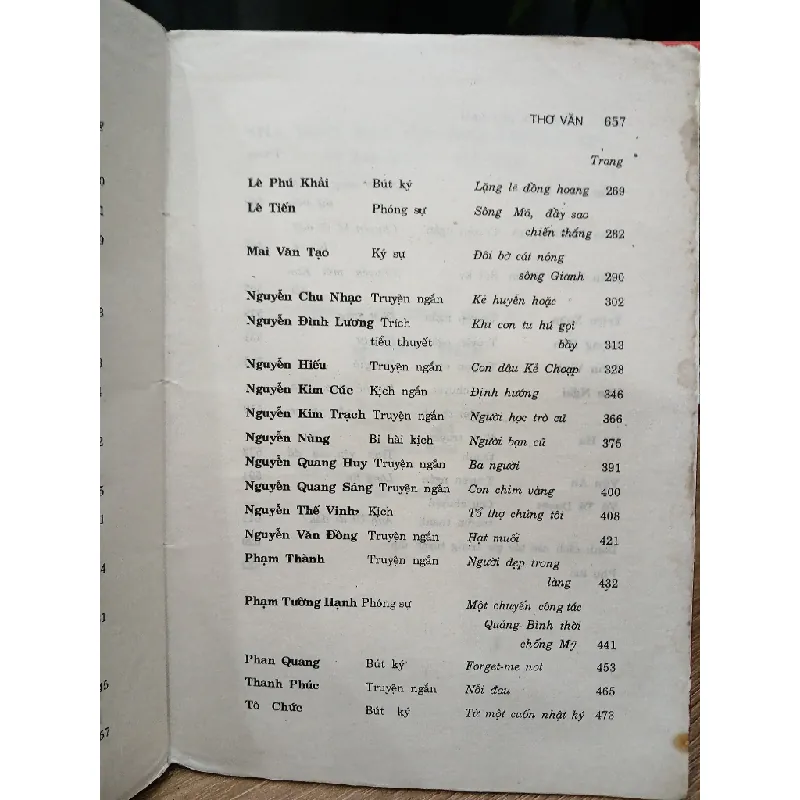 THƠ VĂN 657
Trang
Lê Phú Khải Bút ký Lặng lẽ đồng hoang 269
Lê Tiến Phóng sự Sông Mã, đầy sao
chiến thắng 282
Mai Văn Tạo Ký sự Đôi bờ cát nóng
sông Gianh 290
Nguyễn Chu Nhạc Truyện ngắn Kẻ huyễn hoặc 302
Nguyễn Đình Lương Trích Khi con tu hú gọi
tiểu thuyết bầy 313
Nguyễn Hiếu Truyện ngắn Con dâu Kẻ Choạp 328
Nguyễn Kim Cúc Kịch ngắn Định hướng 346
Nguyễn Kim Trạch Truyện ngắn Người học trò cũ 366
Nguyễn Nùng Bi hài kịch Người bạn cũ 375
Nguyễn Quang Huy Truyện ngắn Ba người 391
Nguyễn Quang Sáng Truyện ngắn Con chim vàng 400
Nguyễn Thế Vinh Kịch Tổ thợ chúng tôi 408
Nguyễn Văn Đồng Truyện ngắn Hạt muối 421
Phạm Thành Truyện ngắn Người đẹp trong
làng 432
Phạm Tường Hạnh Phóng sự Một chuyến công tác
Quảng Bình thời
chống Mỹ 441
Phan Quang Bút ký Forget-me not 453
Thanh Phúc Truyện ngắn Nỗi đau 465
Tô Chức Bút ký Từ một cuốn nhật ký 473